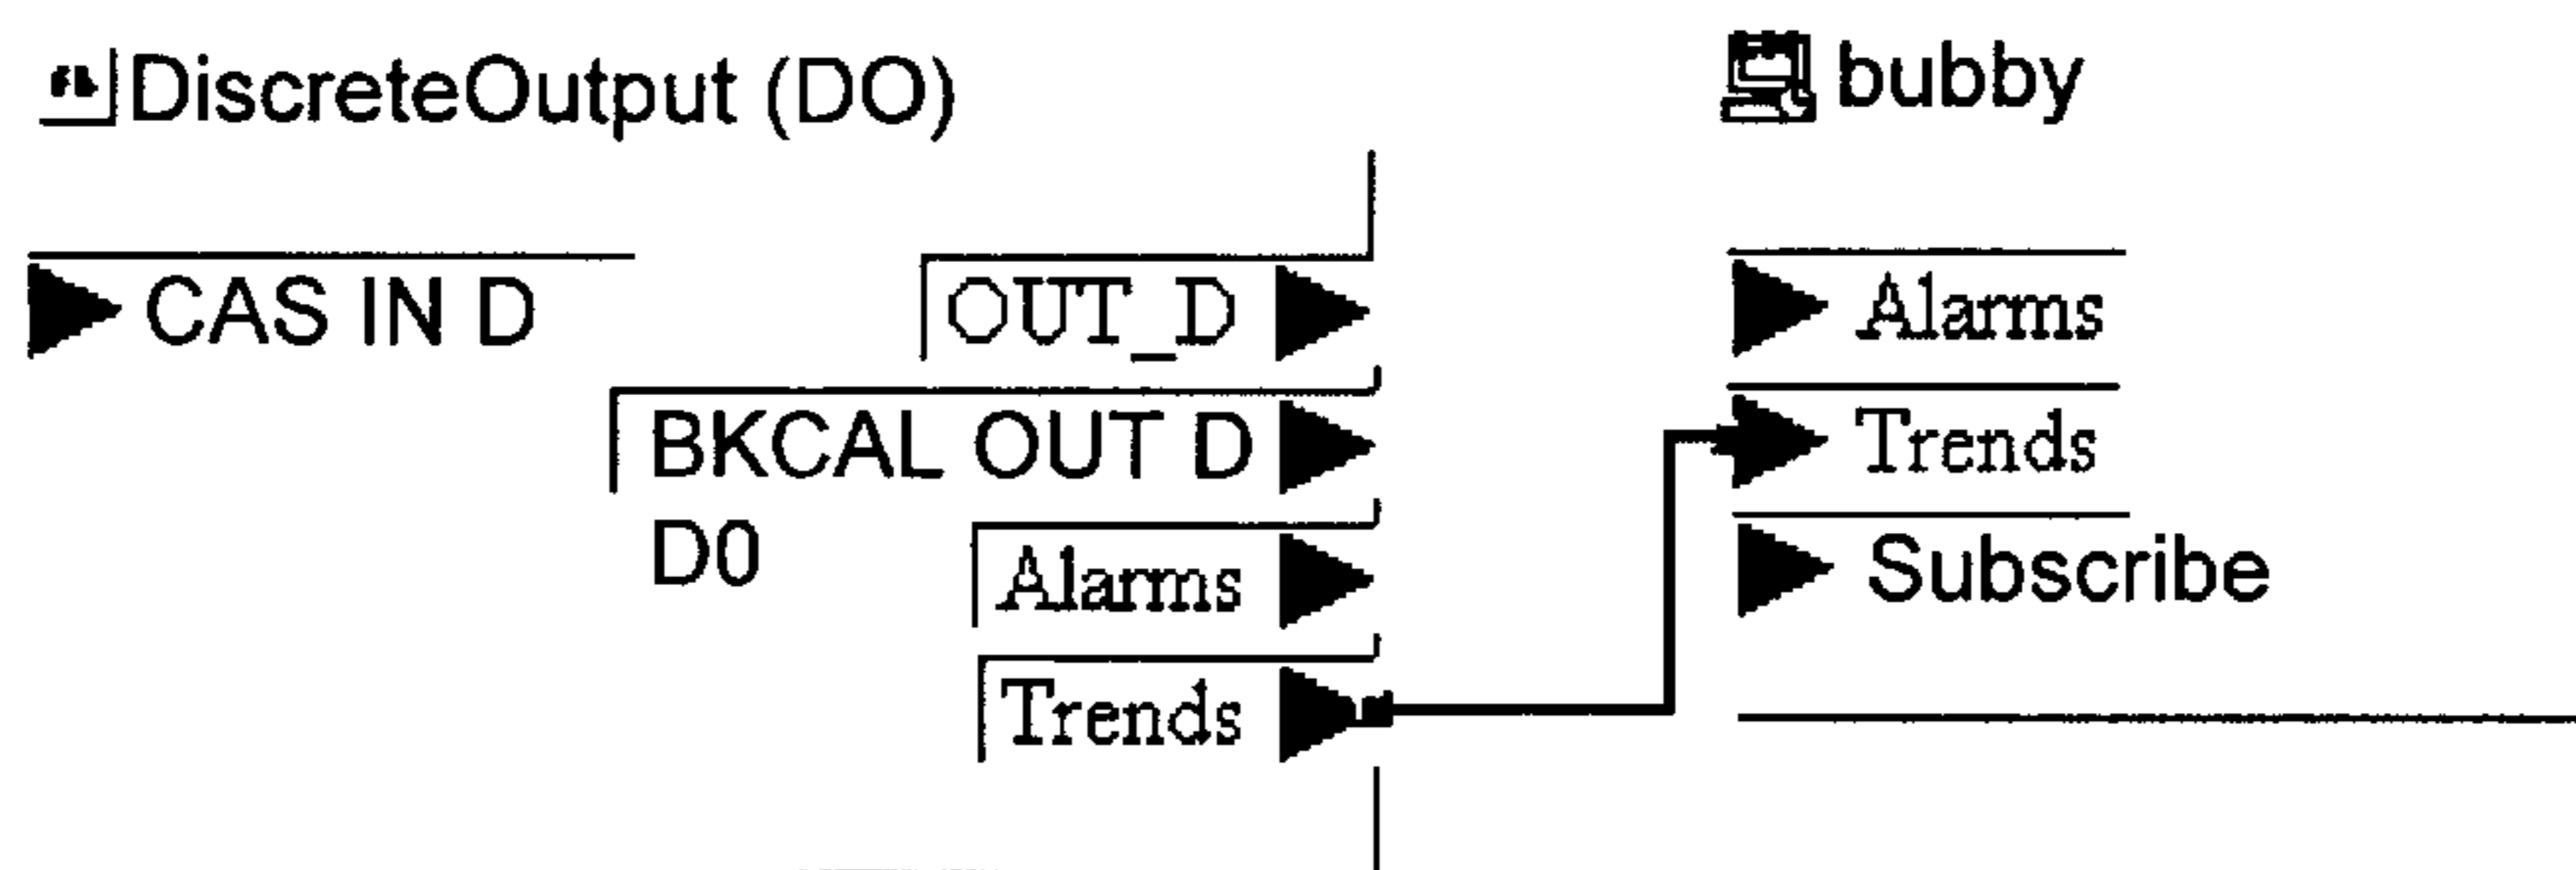 DiscreteOutput (DO)
CAS IN D
OUT_D
BKCAL OUT D
D0
Alarms
Trends
bubby
Alarms
Trends
Subscribe